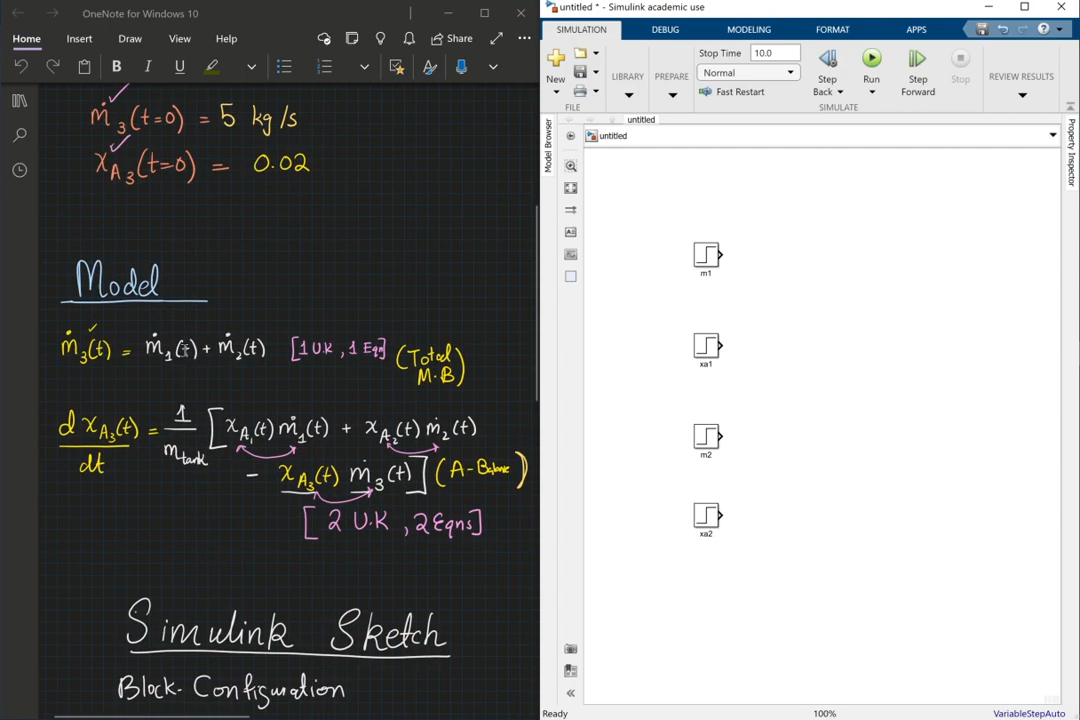 OneNote for Windows 10
Home Insert Draw View Help Share
B I U
ṁ3(t=0) = 5 kg/s
xA3(t=0) = 0.02
Model
ṁ3(t) = ṁ1(t) + ṁ2(t) [1 U.K, 1 Eqn] (Total M.B)
d xA3(t)/dt = 1/mtank [xA1(t) ṁ1(t) + xA2(t) ṁ2(t)
- xA3(t) ṁ3(t)] (A-Balance)
[2 U.K, 2 Eqns]
Simulink Sketch
Block-Configuration
untitled * - Simulink academic use
SIMULATION DEBUG MODELING FORMAT APPS
New
FILE
LIBRARY
PREPARE
Stop Time 10.0
Normal
Fast Restart
Step Back
Run
Step Forward
Stop
SIMULATE
REVIEW RESULTS
untitled
untitled
Model Browser
Property Inspector
m1
xa1
m2
xa2
Ready 100% VariableStepAuto